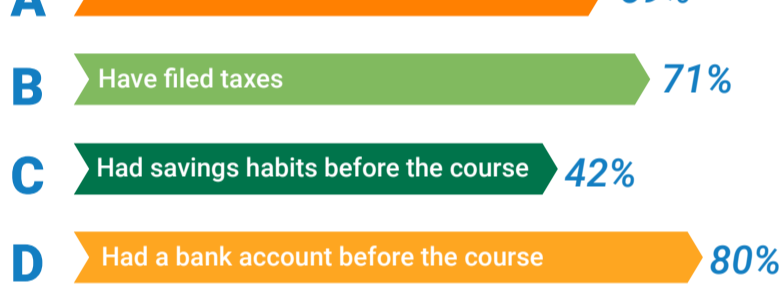 A
B Have filed taxes 71%
C Had savings habits before the course 42%
D Had a bank account before the course 80%